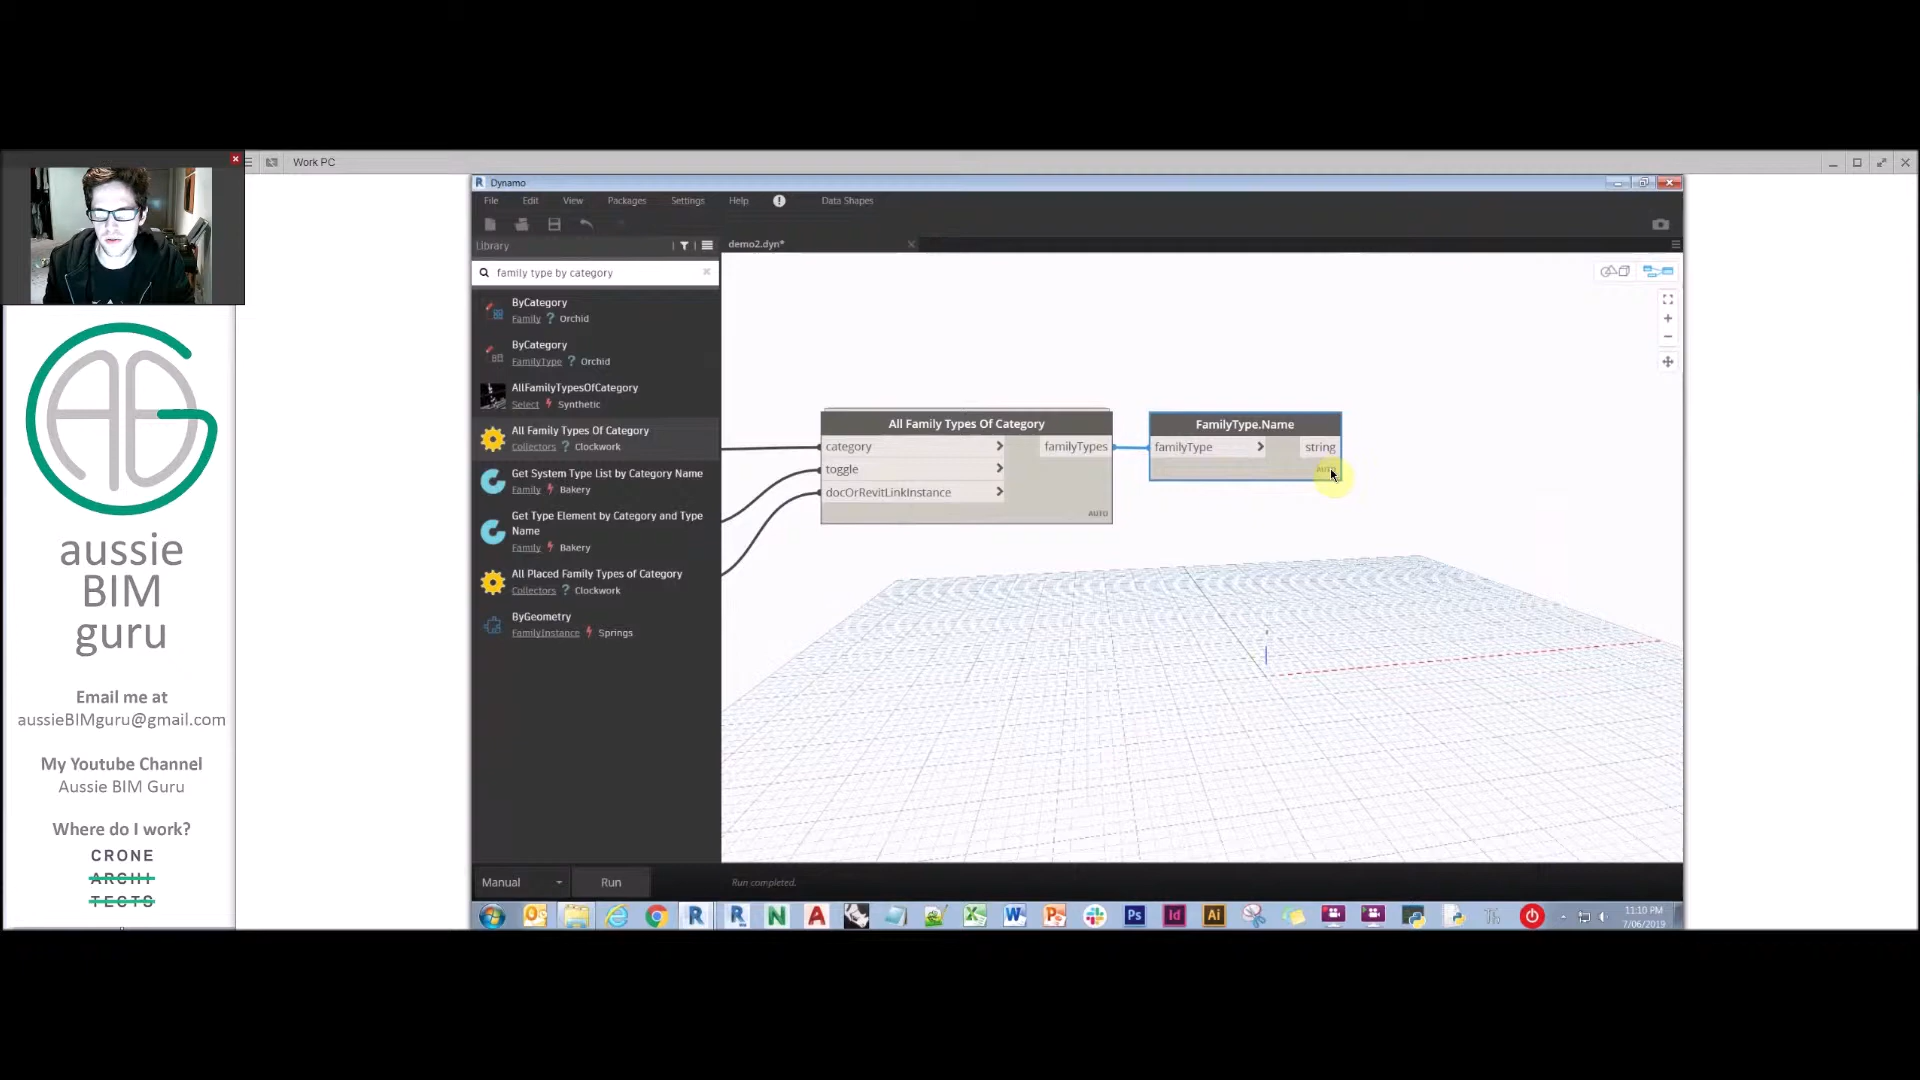 Work PC
Dynamo
File Edit View Packages Settings Help Data Shapes
Library
demo2.dyn*
family type by category
ByCategory
Family ? Orchid
ByCategory
FamilyType ? Orchid
AllFamilyTypesOfCategory
Select Synthetic
All Family Types Of Category
Collectors ? Clockwork
Get System Type List by Category Name
Family Bakery
Get Type Element by Category and Type
Name
Family Bakery
All Placed Family Types of Category
Collectors ? Clockwork
ByGeometry
FamilyInstance Springs
All Family Types Of Category
category > familyTypes
toggle >
docOrRevitLinkInstance >
AUTO
FamilyType.Name
familyType > string
AUTO
Manual Run Run completed.
11:10 PM
7/06/2019
aussie
BIM
guru
Email me at
aussieBIMguru@gmail.com
My Youtube Channel
Aussie BIM Guru
Where do I work?
CRONE
ARCHI
TECTS